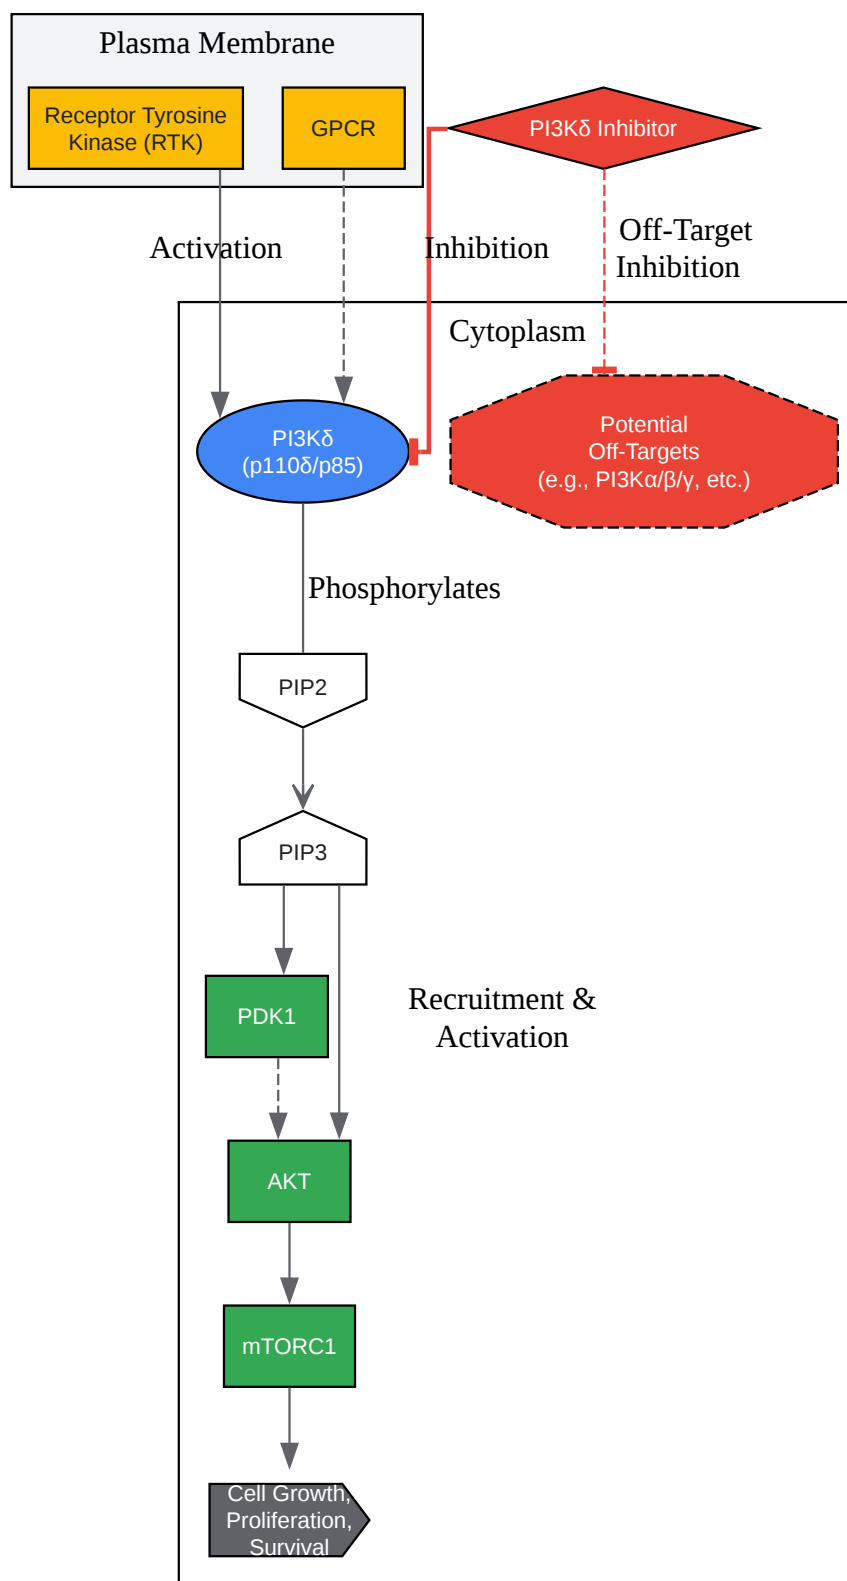 Plasma Membrane
Receptor Tyrosine
Kinase (RTK)
GPCR
PI3Kδ Inhibitor
Activation
Inhibition
Off-Target
Inhibition
Cytoplasm
PI3Kδ
(p110δ/p85)
Potential
Off-Targets
(e.g., PI3Kα/β/γ, etc.)
Phosphorylates
PIP2
PIP3
PDK1
Recruitment &
Activation
AKT
mTORC1
Cell Growth,
Proliferation,
Survival